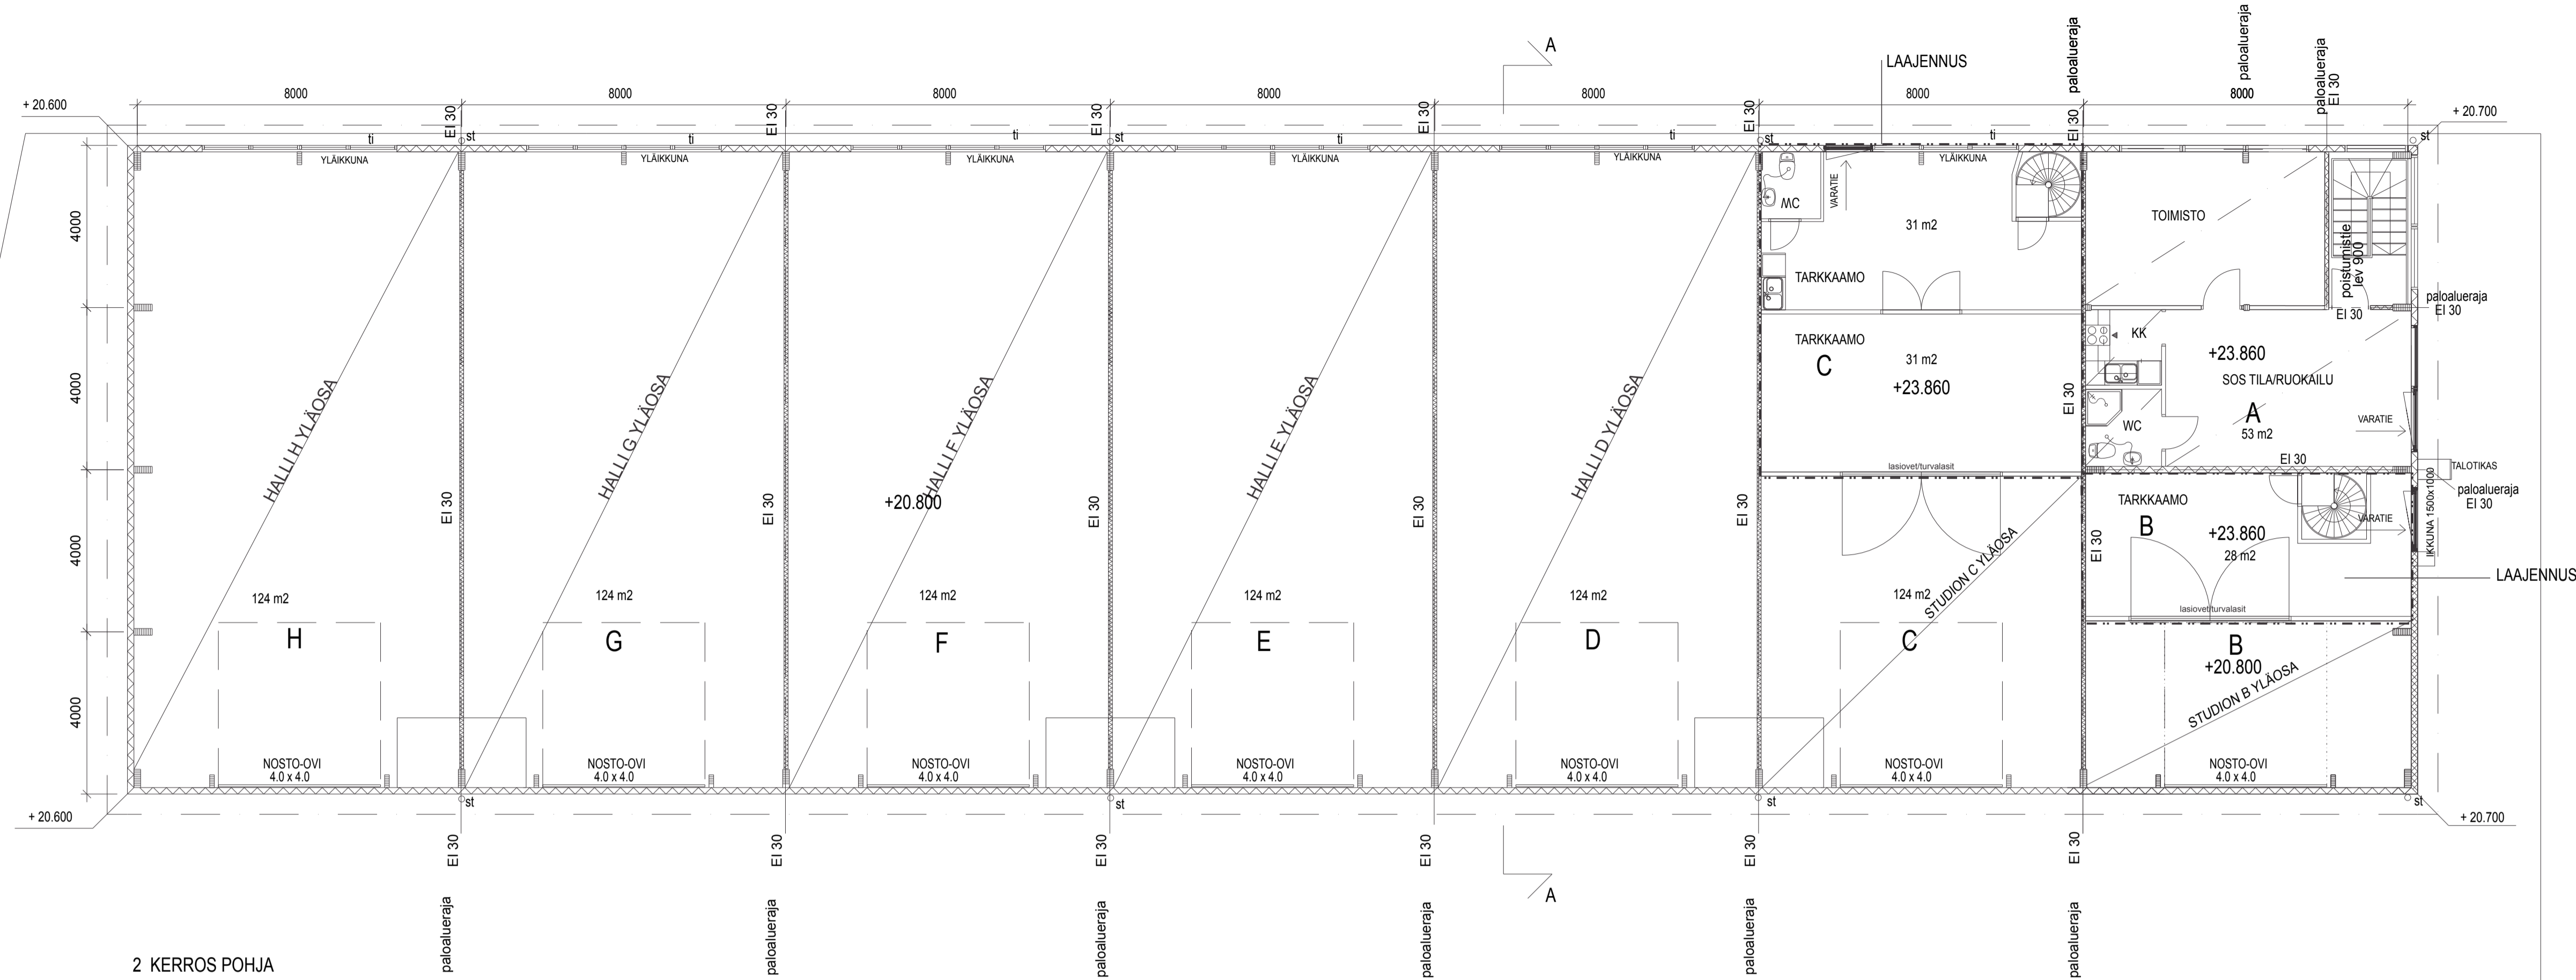 A
LAAJENNUS
paloalueraja
paloalueraja
paloalueraja
EI 30
8000
8000
8000
8000
8000
8000
8000
+ 20.600
+ 20.700
EI 30
EI 30
EI 30
EI 30
EI 30
EI 30
st
st
st
st
ti
ti
ti
ti
ti
ti
YLÄIKKUNA
YLÄIKKUNA
YLÄIKKUNA
YLÄIKKUNA
YLÄIKKUNA
YLÄIKKUNA
4000
4000
4000
4000
WC
VARATIE
31 m2
TARKKAAMO
TOIMISTO
poistumistie
lev 900
EI 30
paloalueraja
EI 30
TARKKAAMO
C
31 m2
+23.860
KK
+23.860
SOS TILA/RUOKAILU
A
53 m2
WC
VARATIE
EI 30
EI 30
lasiovet/turvalasit
TALOTIKAS
paloalueraja
EI 30
IKKUNA 1500x1000
HALLI H YLÄOSA
HALLI G YLÄOSA
HALLI F YLÄOSA
HALLI E YLÄOSA
HALLI D YLÄOSA
+20.800
EI 30
EI 30
EI 30
EI 30
EI 30
EI 30
TARKKAAMO
B
+23.860
28 m2
VARATIE
LAAJENNUS
lasiovet/turvalasit
STUDION C YLÄOSA
124 m2
124 m2
124 m2
124 m2
124 m2
124 m2
H
G
F
E
D
C
B
+20.800
STUDION B YLÄOSA
NOSTO-OVI
4.0 x 4.0
NOSTO-OVI
4.0 x 4.0
NOSTO-OVI
4.0 x 4.0
NOSTO-OVI
4.0 x 4.0
NOSTO-OVI
4.0 x 4.0
NOSTO-OVI
4.0 x 4.0
NOSTO-OVI
4.0 x 4.0
st
st
st
st
+ 20.600
+ 20.700
EI 30
EI 30
EI 30
EI 30
EI 30
EI 30
A
paloalueraja
paloalueraja
paloalueraja
paloalueraja
paloalueraja
paloalueraja
2 KERROS POHJA